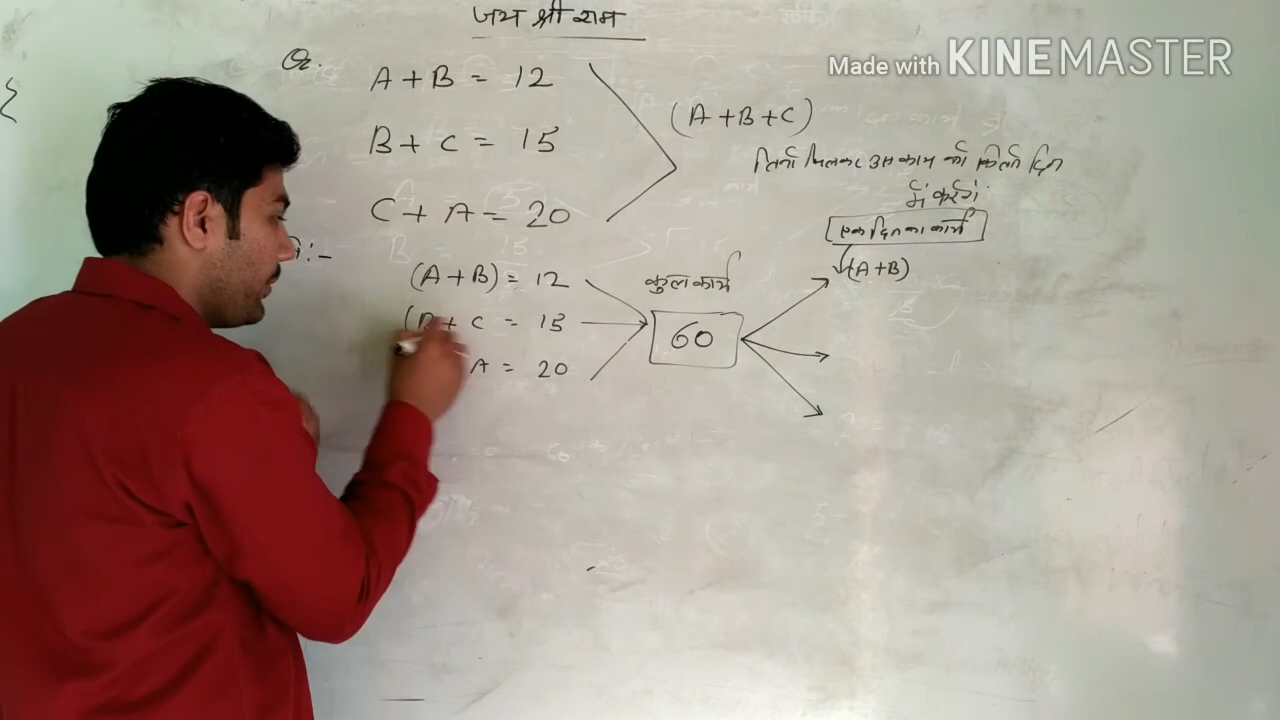 जय श्री राम
Made with KINEMASTER
Q.
A + B = 12
B + C = 15
C + A = 20
(A + B + C)
तीनों मिलकर उस कार्य को कितने दिन
में करेंगे
एक दिन का कार्य
(A+B)
(A + B) = 12
+ C = 15
A = 20
कुल कार्य
60